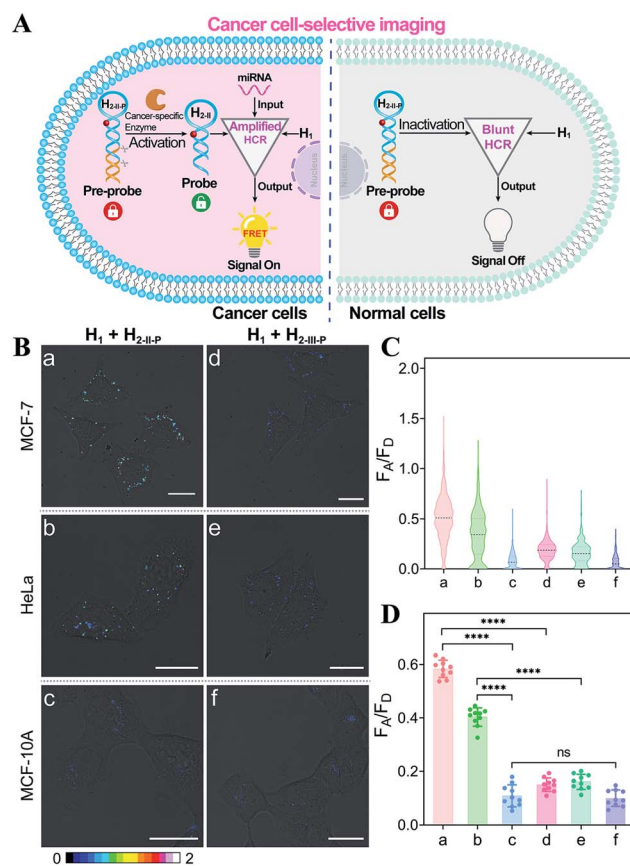 A
Cancer cell-selective imaging
miRNA
Input
H2-II-P
Cancer-specific
Enzyme
Activation
H2-II
Amplified
HCR
H1
Pre-probe
Probe
Output
FRET
Signal On
Nucleus
Cancer cells
Nucleus
H2-II-P
Inactivation
Blunt
HCR
H1
Pre-probe
Output
Signal Off
Normal cells
B
H1 + H2-II-P
H1 + H2-III-P
MCF-7
a
d
HeLa
b
e
MCF-10A
c
f
0
1
2
C
FA/FD
2.0
1.5
1.0
0.5
0.0
a b c d e f
D
FA/FD
0.6
0.4
0.2
0.0
****
****
****
****
ns
a b c d e f